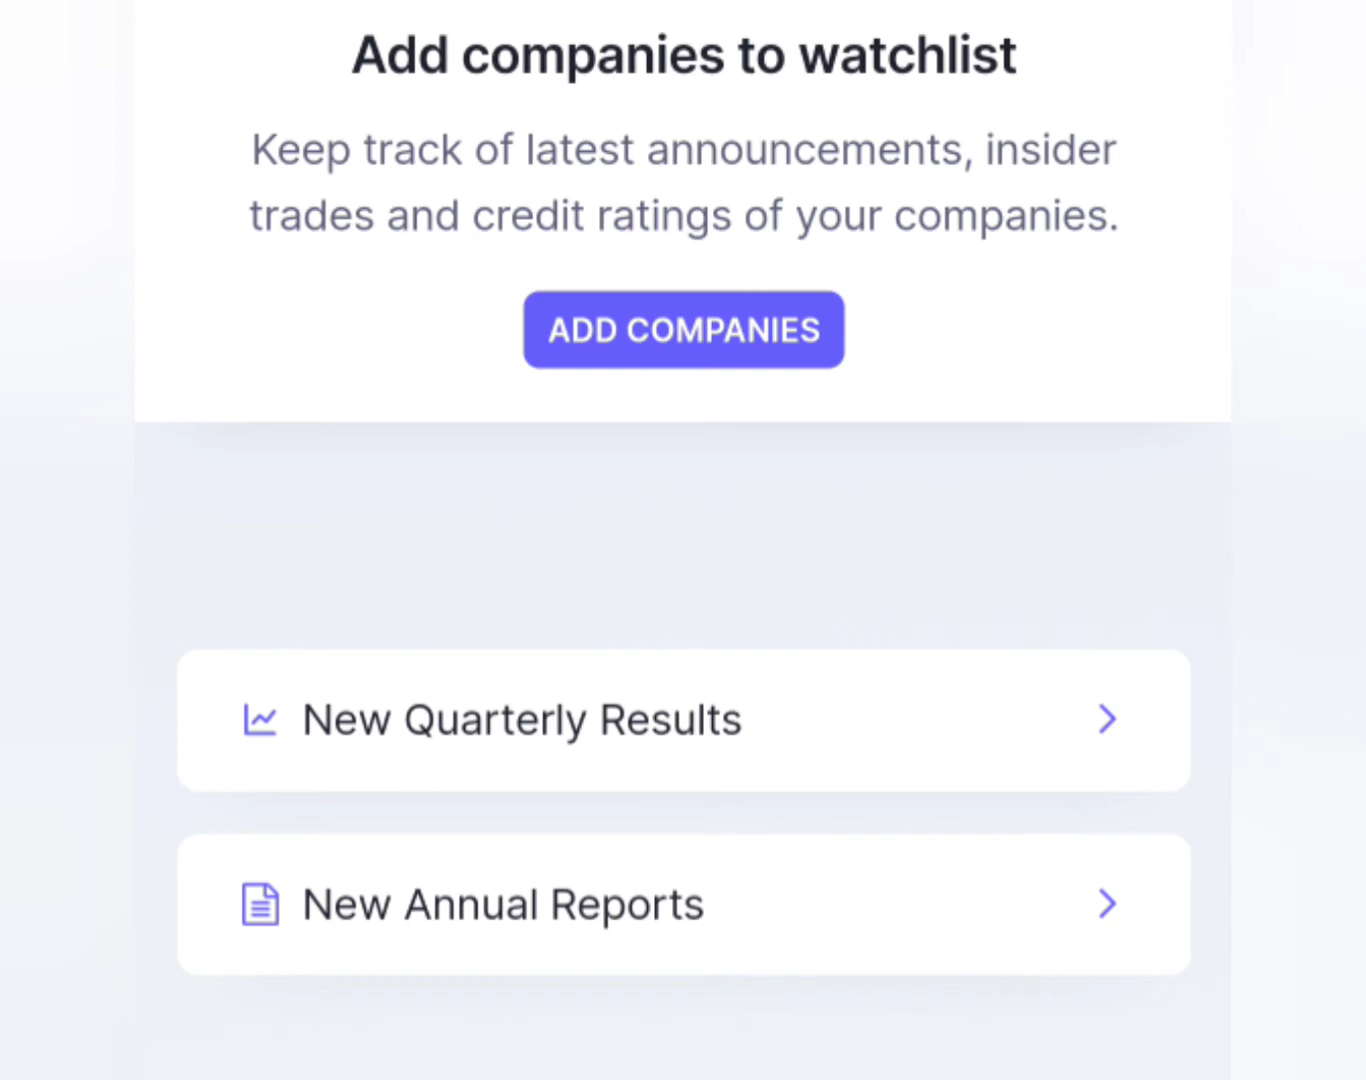 Add companies to watchlist
Keep track of latest announcements, insider
trades and credit ratings of your companies.
ADD COMPANIES
New Quarterly Results
New Annual Reports